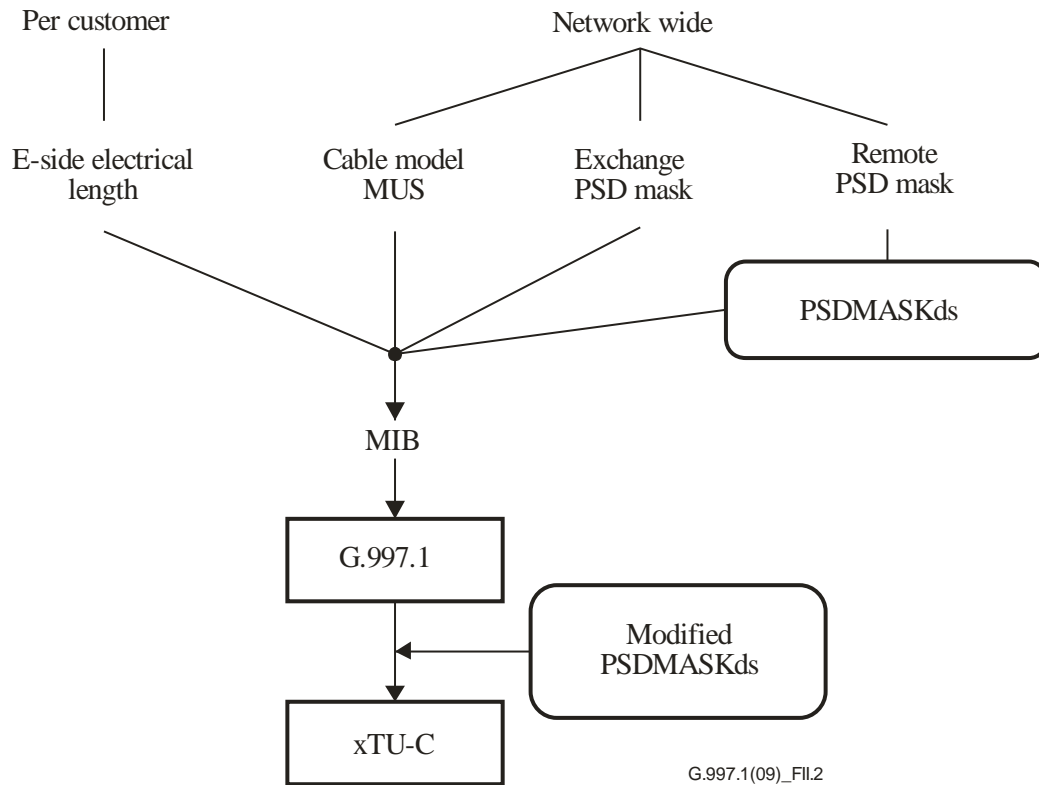 Per customer
Network wide
E-side electrical
length
Cable model
MUS
Exchange
PSD mask
Remote
PSD mask
PSDMASKds
MIB
G.997.1
Modified
PSDMASKds
xTU-C
G.997.1(09)_FII.2